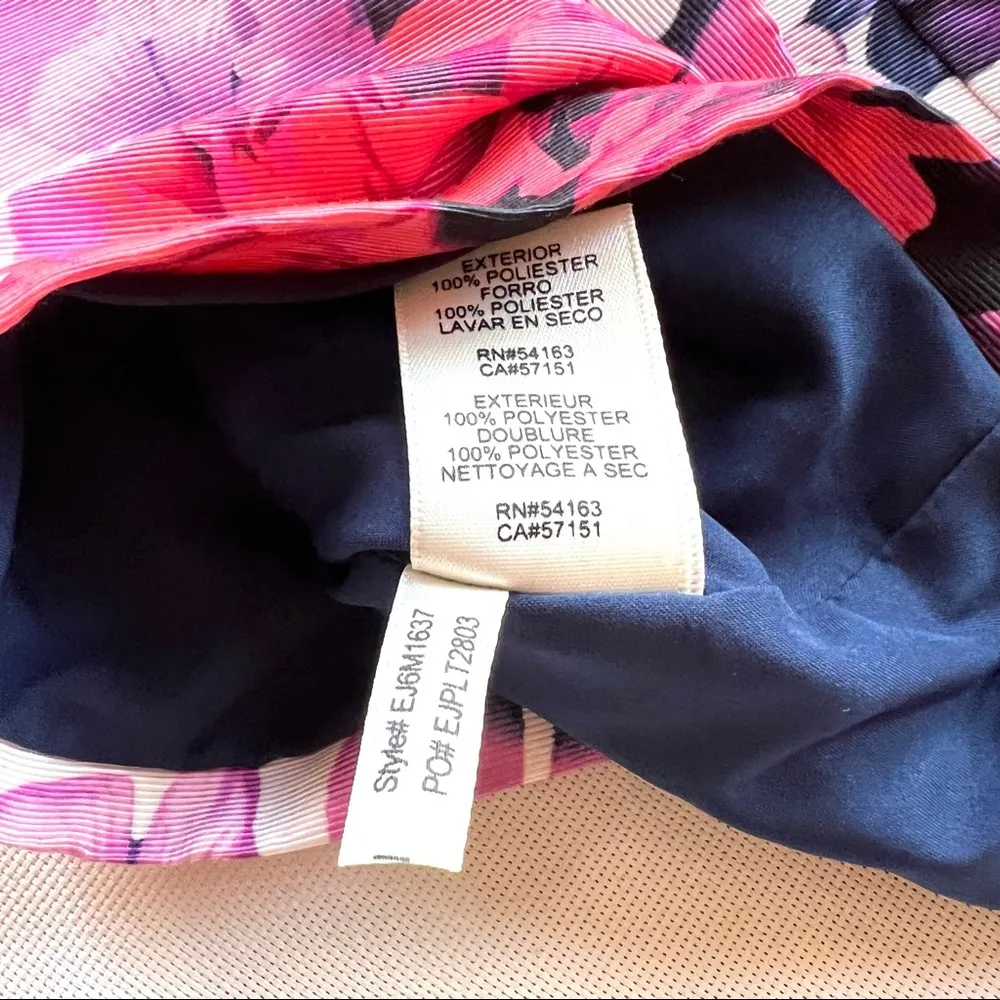 EXTERIOR
100% POLIESTER
FORRO
100% POLIESTER
LAVAR EN SECO
RN#54163
CA#57151
EXTERIEUR
100% POLYESTER
DOUBLURE
100% POLYESTER
NETTOYAGE A SEC
RN#54163
CA#57151
Style# EJ6M1637
PO# EJPLT2803